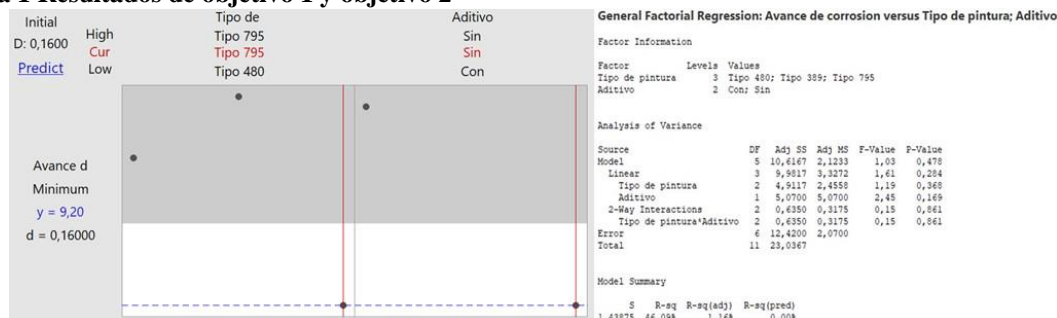 a 1 Resultados de objetivo 1 y objetivo 2
Initial
D: 0,1600
Predict
High
Cur
Low
Tipo de
Tipo 795
Tipo 795
Tipo 480
Aditivo
Sin
Sin
Con
Avance d
Minimum
y = 9,20
d = 0,16000
General Factorial Regression: Avance de corrosion versus Tipo de pintura; Aditivo
Factor Information
Factor Levels Values
Tipo de pintura 3 Tipo 480; Tipo 389; Tipo 795
Aditivo 2 Con; Sin
Analysis of Variance
Source DF Adj SS Adj MS F-Value P-Value
Model 5 10,6167 2,1233 1,03 0,478
Linear 3 9,9817 3,3272 1,61 0,284
Tipo de pintura 2 4,9117 2,4558 1,19 0,368
Aditivo 1 5,0700 5,0700 2,45 0,169
2-Way Interactions 2 0,6350 0,3175 0,15 0,861
Tipo de pintura*Aditivo 2 0,6350 0,3175 0,15 0,861
Error 6 12,4200 2,0700
Total 11 23,0367
Model Summary
S R-sq R-sq(adj) R-sq(pred)
1,43875 46,09% 1,16% 0,00%